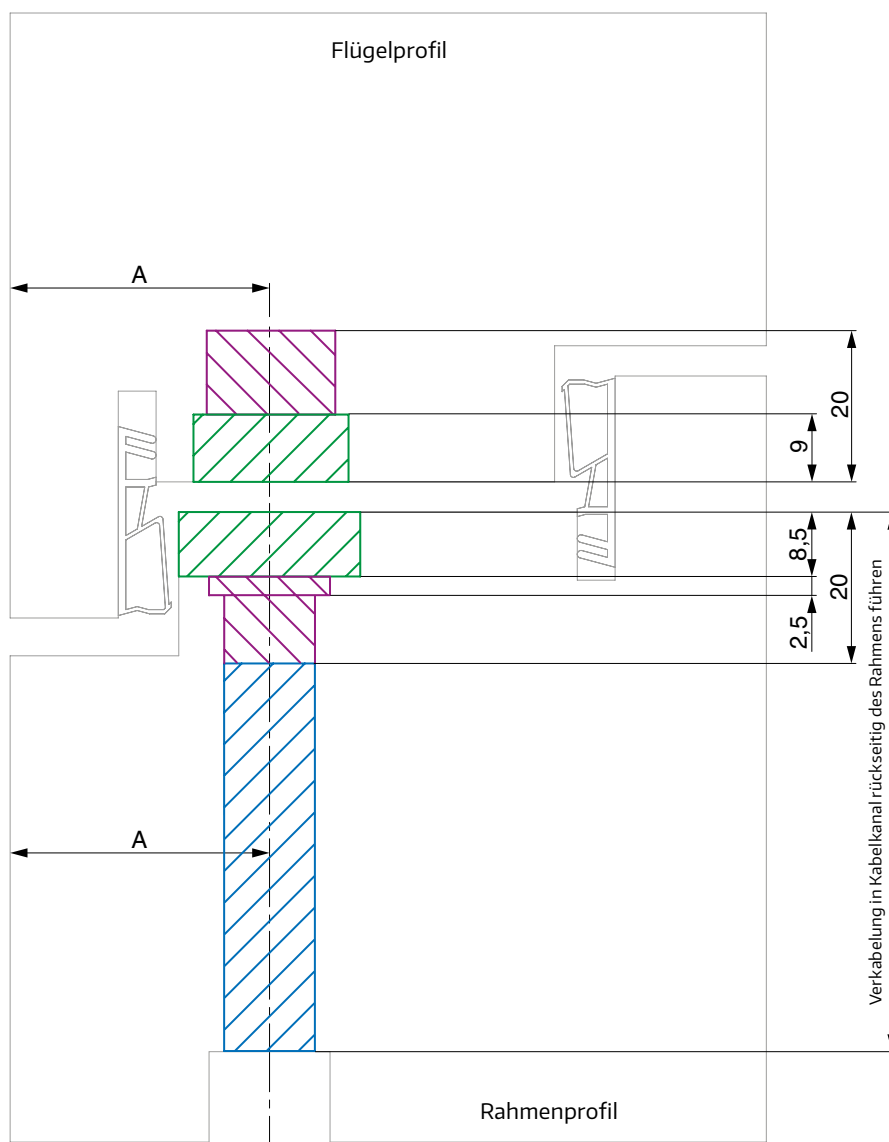 Flügelprofil
A
20
9
8,5
20
2,5
Verkabelung in Kabelkanal rückseitig des Rahmens führen
A
Rahmenprofil